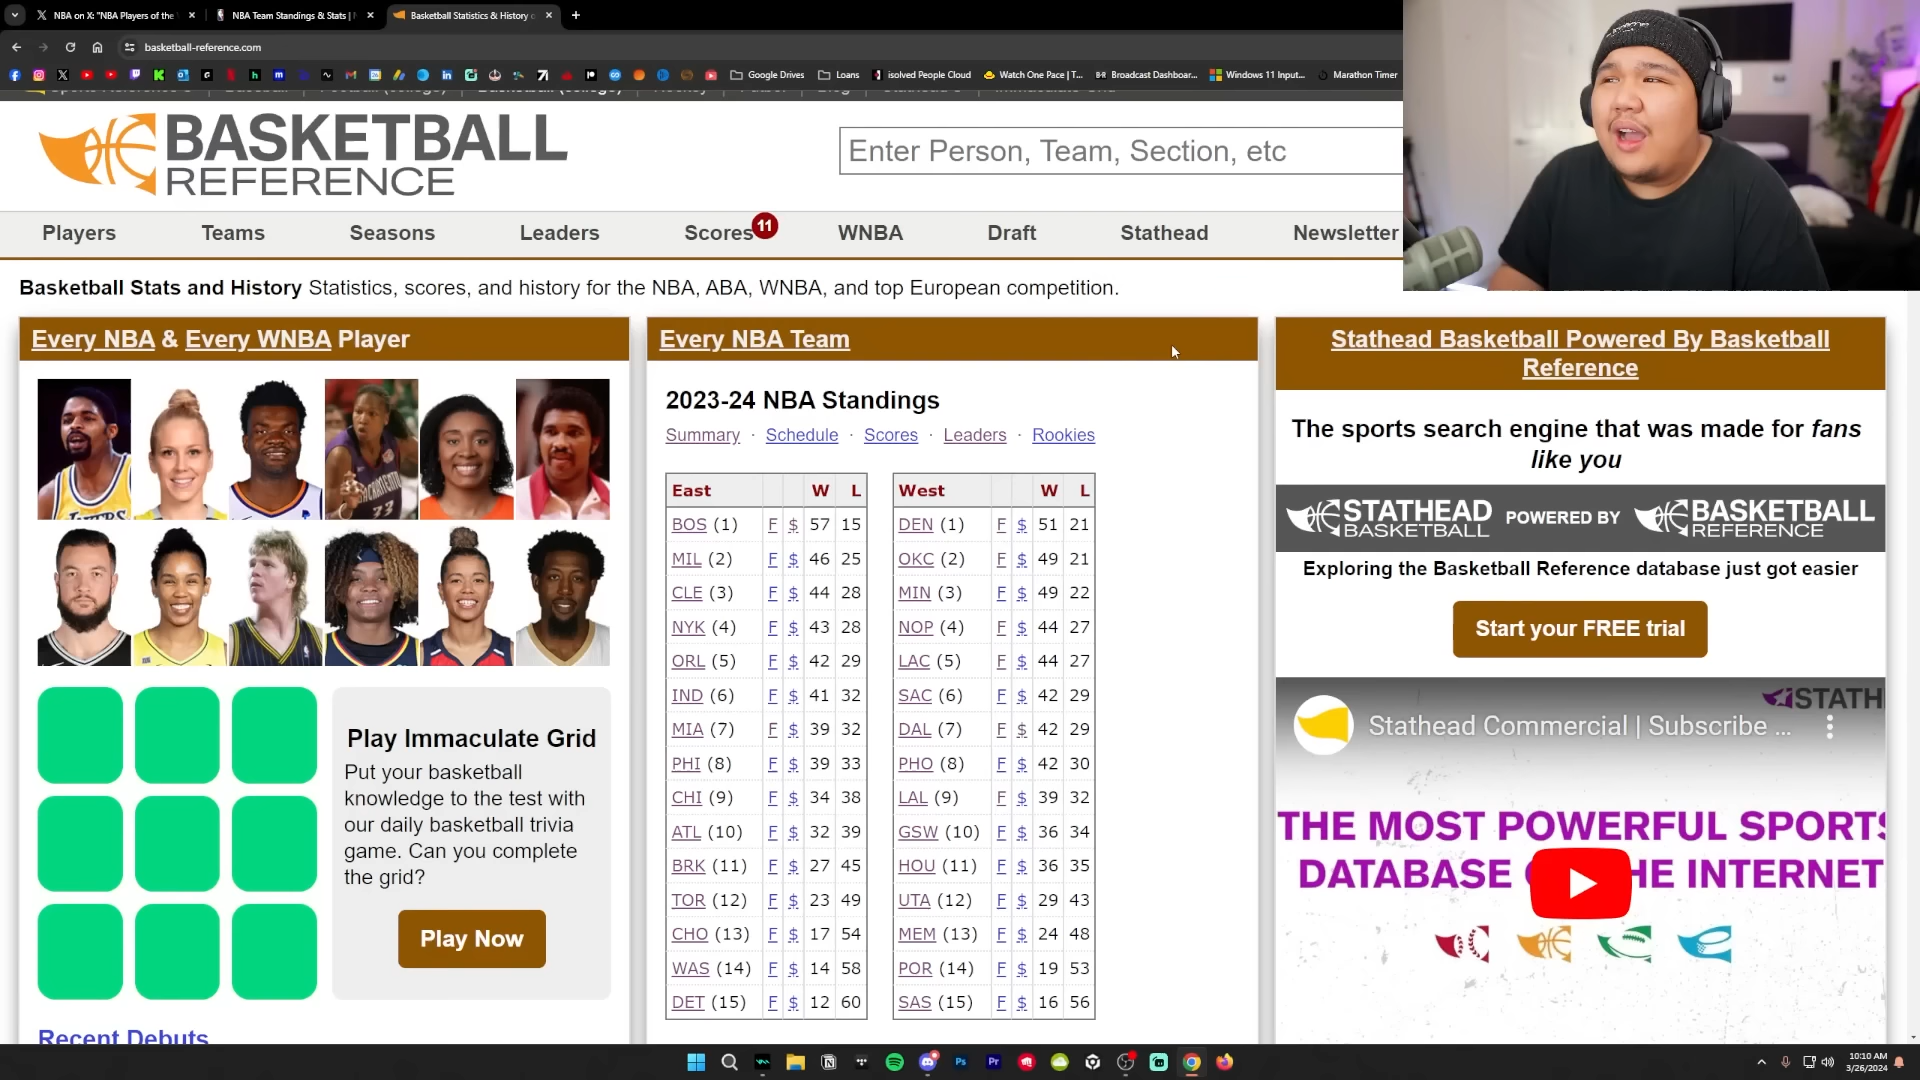 NBA on X: "NBA Players of the
NBA Team Standings & Stats |
Basketball Statistics & History
basketball-reference.com
Google Drives
Loans
isolved People Cloud
Watch One Pace | T...
Broadcast Dashboar...
Windows 11 Input...
Marathon Timer
BASKETBALL
REFERENCE
Enter Person, Team, Section, etc
Players Teams Seasons Leaders Scores 11 WNBA Draft Stathead Newsletter
Basketball Stats and History Statistics, scores, and history for the NBA, ABA, WNBA, and top European competition.
Every NBA & Every WNBA Player
Play Immaculate Grid
Put your basketball
knowledge to the test with
our daily basketball trivia
game. Can you complete
the grid?
Play Now
Recent Debuts
Every NBA Team
2023-24 NBA Standings
Summary · Schedule · Scores · Leaders · Rookies
East W L West W L
BOS (1) F $ 57 15 DEN (1) F $ 51 21
MIL (2) F $ 46 25 OKC (2) F $ 49 21
CLE (3) F $ 44 28 MIN (3) F $ 49 22
NYK (4) F $ 43 28 NOP (4) F $ 44 27
ORL (5) F $ 42 29 LAC (5) F $ 44 27
IND (6) F $ 41 32 SAC (6) F $ 42 29
MIA (7) F $ 39 32 DAL (7) F $ 42 29
PHI (8) F $ 39 33 PHO (8) F $ 42 30
CHI (9) F $ 34 38 LAL (9) F $ 39 32
ATL (10) F $ 32 39 GSW (10) F $ 36 34
BRK (11) F $ 27 45 HOU (11) F $ 36 35
TOR (12) F $ 23 49 UTA (12) F $ 29 43
CHO (13) F $ 17 54 MEM (13) F $ 24 48
WAS (14) F $ 14 58 POR (14) F $ 19 53
DET (15) F $ 12 60 SAS (15) F $ 16 56
Stathead Basketball Powered By Basketball
Reference
The sports search engine that was made for fans
like you
STATHEAD
BASKETBALL
POWERED BY
BASKETBALL
REFERENCE
Exploring the Basketball Reference database just got easier
Start your FREE trial
STATH
Stathead Commercial | Subscribe ...
THE MOST POWERFUL SPORTS
DATABASE HE INTERNET
10:10 AM
3/26/2024